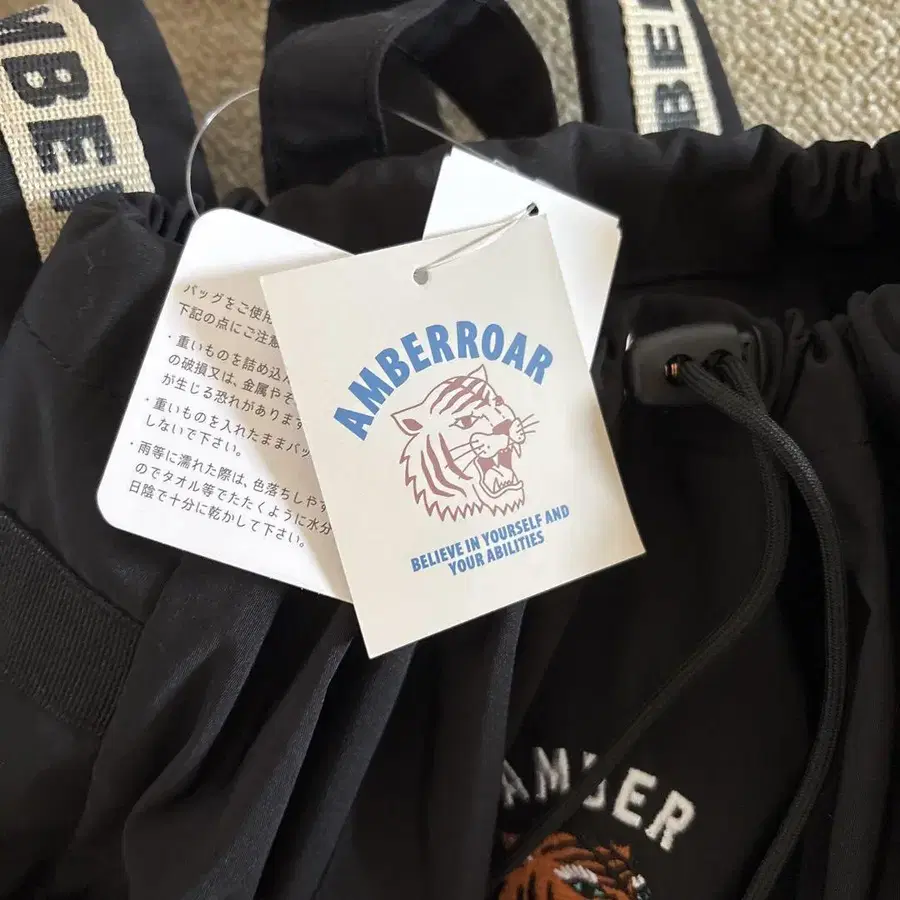 MBE
BE
バッグをご使用
下記の点にご注意
・重いものを詰め込ん
の破損又は、金属やそ
が生じる恐れがあります
・重いものを入れたままバッ
しないで下さい。
・雨等に濡れた際は、色落ちしやす
のでタオル等でたたくように水分
日陰で十分に乾かして下さい。
AMBERROAR
BELIEVE IN YOURSELF AND
YOUR ABILITIES
AMBER